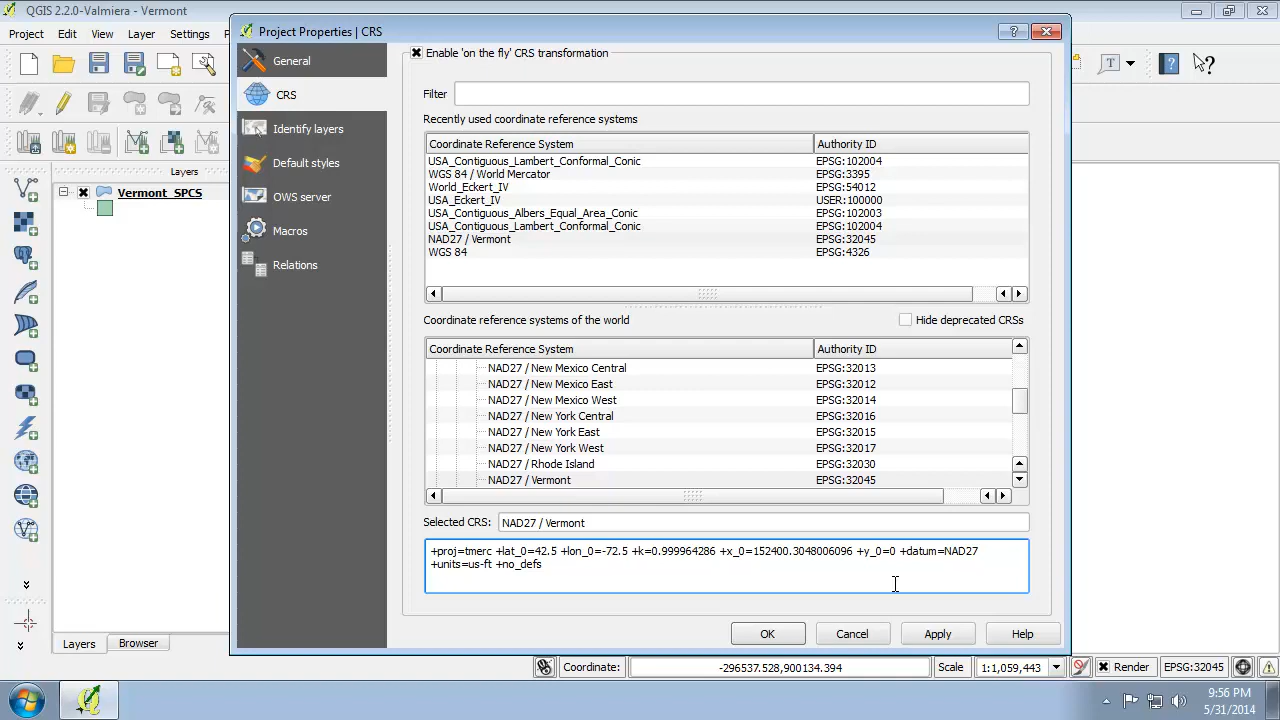 QGIS 2.2.0-Valmiera - Vermont
Project Properties | CRS
Project Edit View Layer Settings
General
CRS
Identify layers
Default styles
OWS server
Macros
Relations
Layers
Vermont_SPCS
Layers Browser
Enable 'on the fly' CRS transformation
Filter
Recently used coordinate reference systems
Coordinate Reference System Authority ID
USA_Contiguous_Lambert_Conformal_Conic EPSG:102004
WGS 84 / World Mercator EPSG:3395
World_Eckert_IV EPSG:54012
USA_Eckert_IV USER:100000
USA_Contiguous_Albers_Equal_Area_Conic EPSG:102003
USA_Contiguous_Lambert_Conformal_Conic EPSG:102004
NAD27 / Vermont EPSG:32045
WGS 84 EPSG:4326
Coordinate reference systems of the world Hide deprecated CRSs
Coordinate Reference System Authority ID
NAD27 / New Mexico Central EPSG:32013
NAD27 / New Mexico East EPSG:32012
NAD27 / New Mexico West EPSG:32014
NAD27 / New York Central EPSG:32016
NAD27 / New York East EPSG:32015
NAD27 / New York West EPSG:32017
NAD27 / Rhode Island EPSG:32030
NAD27 / Vermont EPSG:32045
Selected CRS: NAD27 / Vermont
+proj=tmerc +lat_0=42.5 +lon_0=-72.5 +k=0.999964286 +x_0=152400.3048006096 +y_0=0 +datum=NAD27
+units=us-ft +no_defs
OK Cancel Apply Help
Coordinate: -296537.528,900134.394 Scale 1:1,059,443 Render EPSG:32045
9:56 PM
5/31/2014